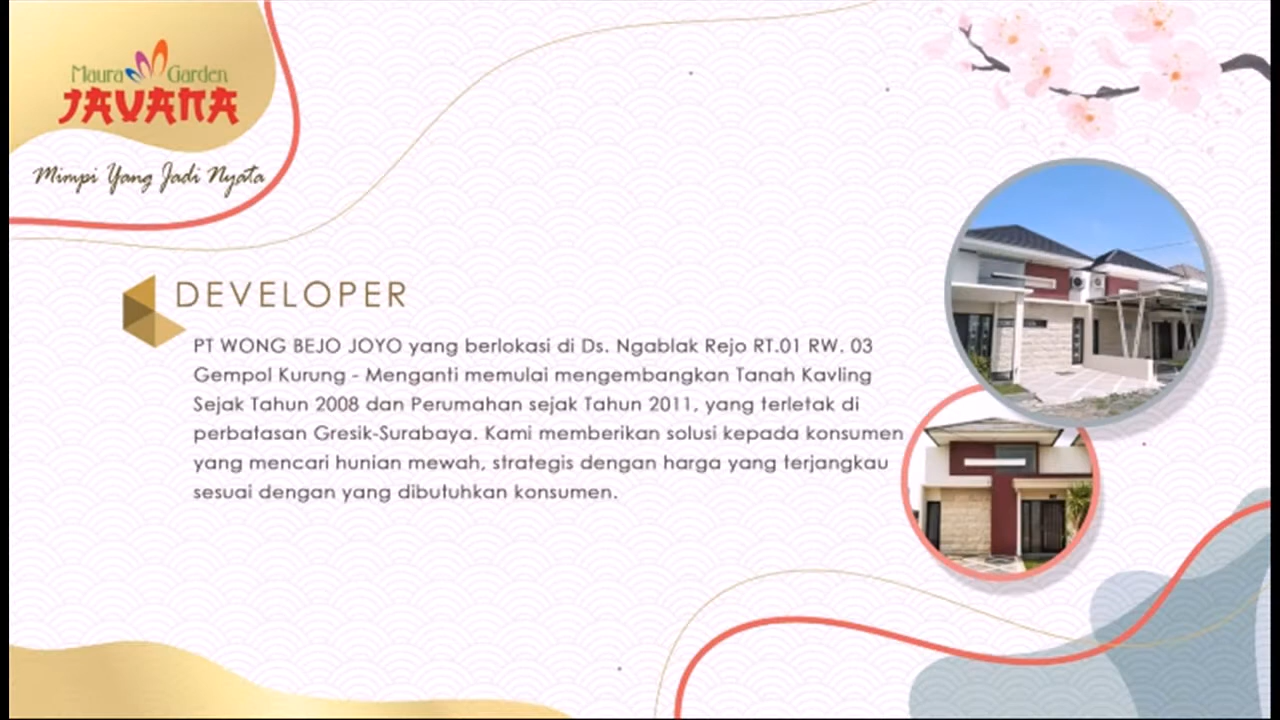 Maura Garden
JAVANA
Mimpi Yang Jadi Nyata
DEVELOPER
PT WONG BEJO JOYO yang berlokasi di Ds. Ngablak Rejo RT.01 RW. 03
Gempol Kurung - Menganti memulai mengembangkan Tanah Kavling
Sejak Tahun 2008 dan Perumahan sejak Tahun 2011, yang terletak di
perbatasan Gresik-Surabaya. Kami memberikan solusi kepada konsumen
yang mencari hunian mewah, strategis dengan harga yang terjangkau
sesuai dengan yang dibutuhkan konsumen.